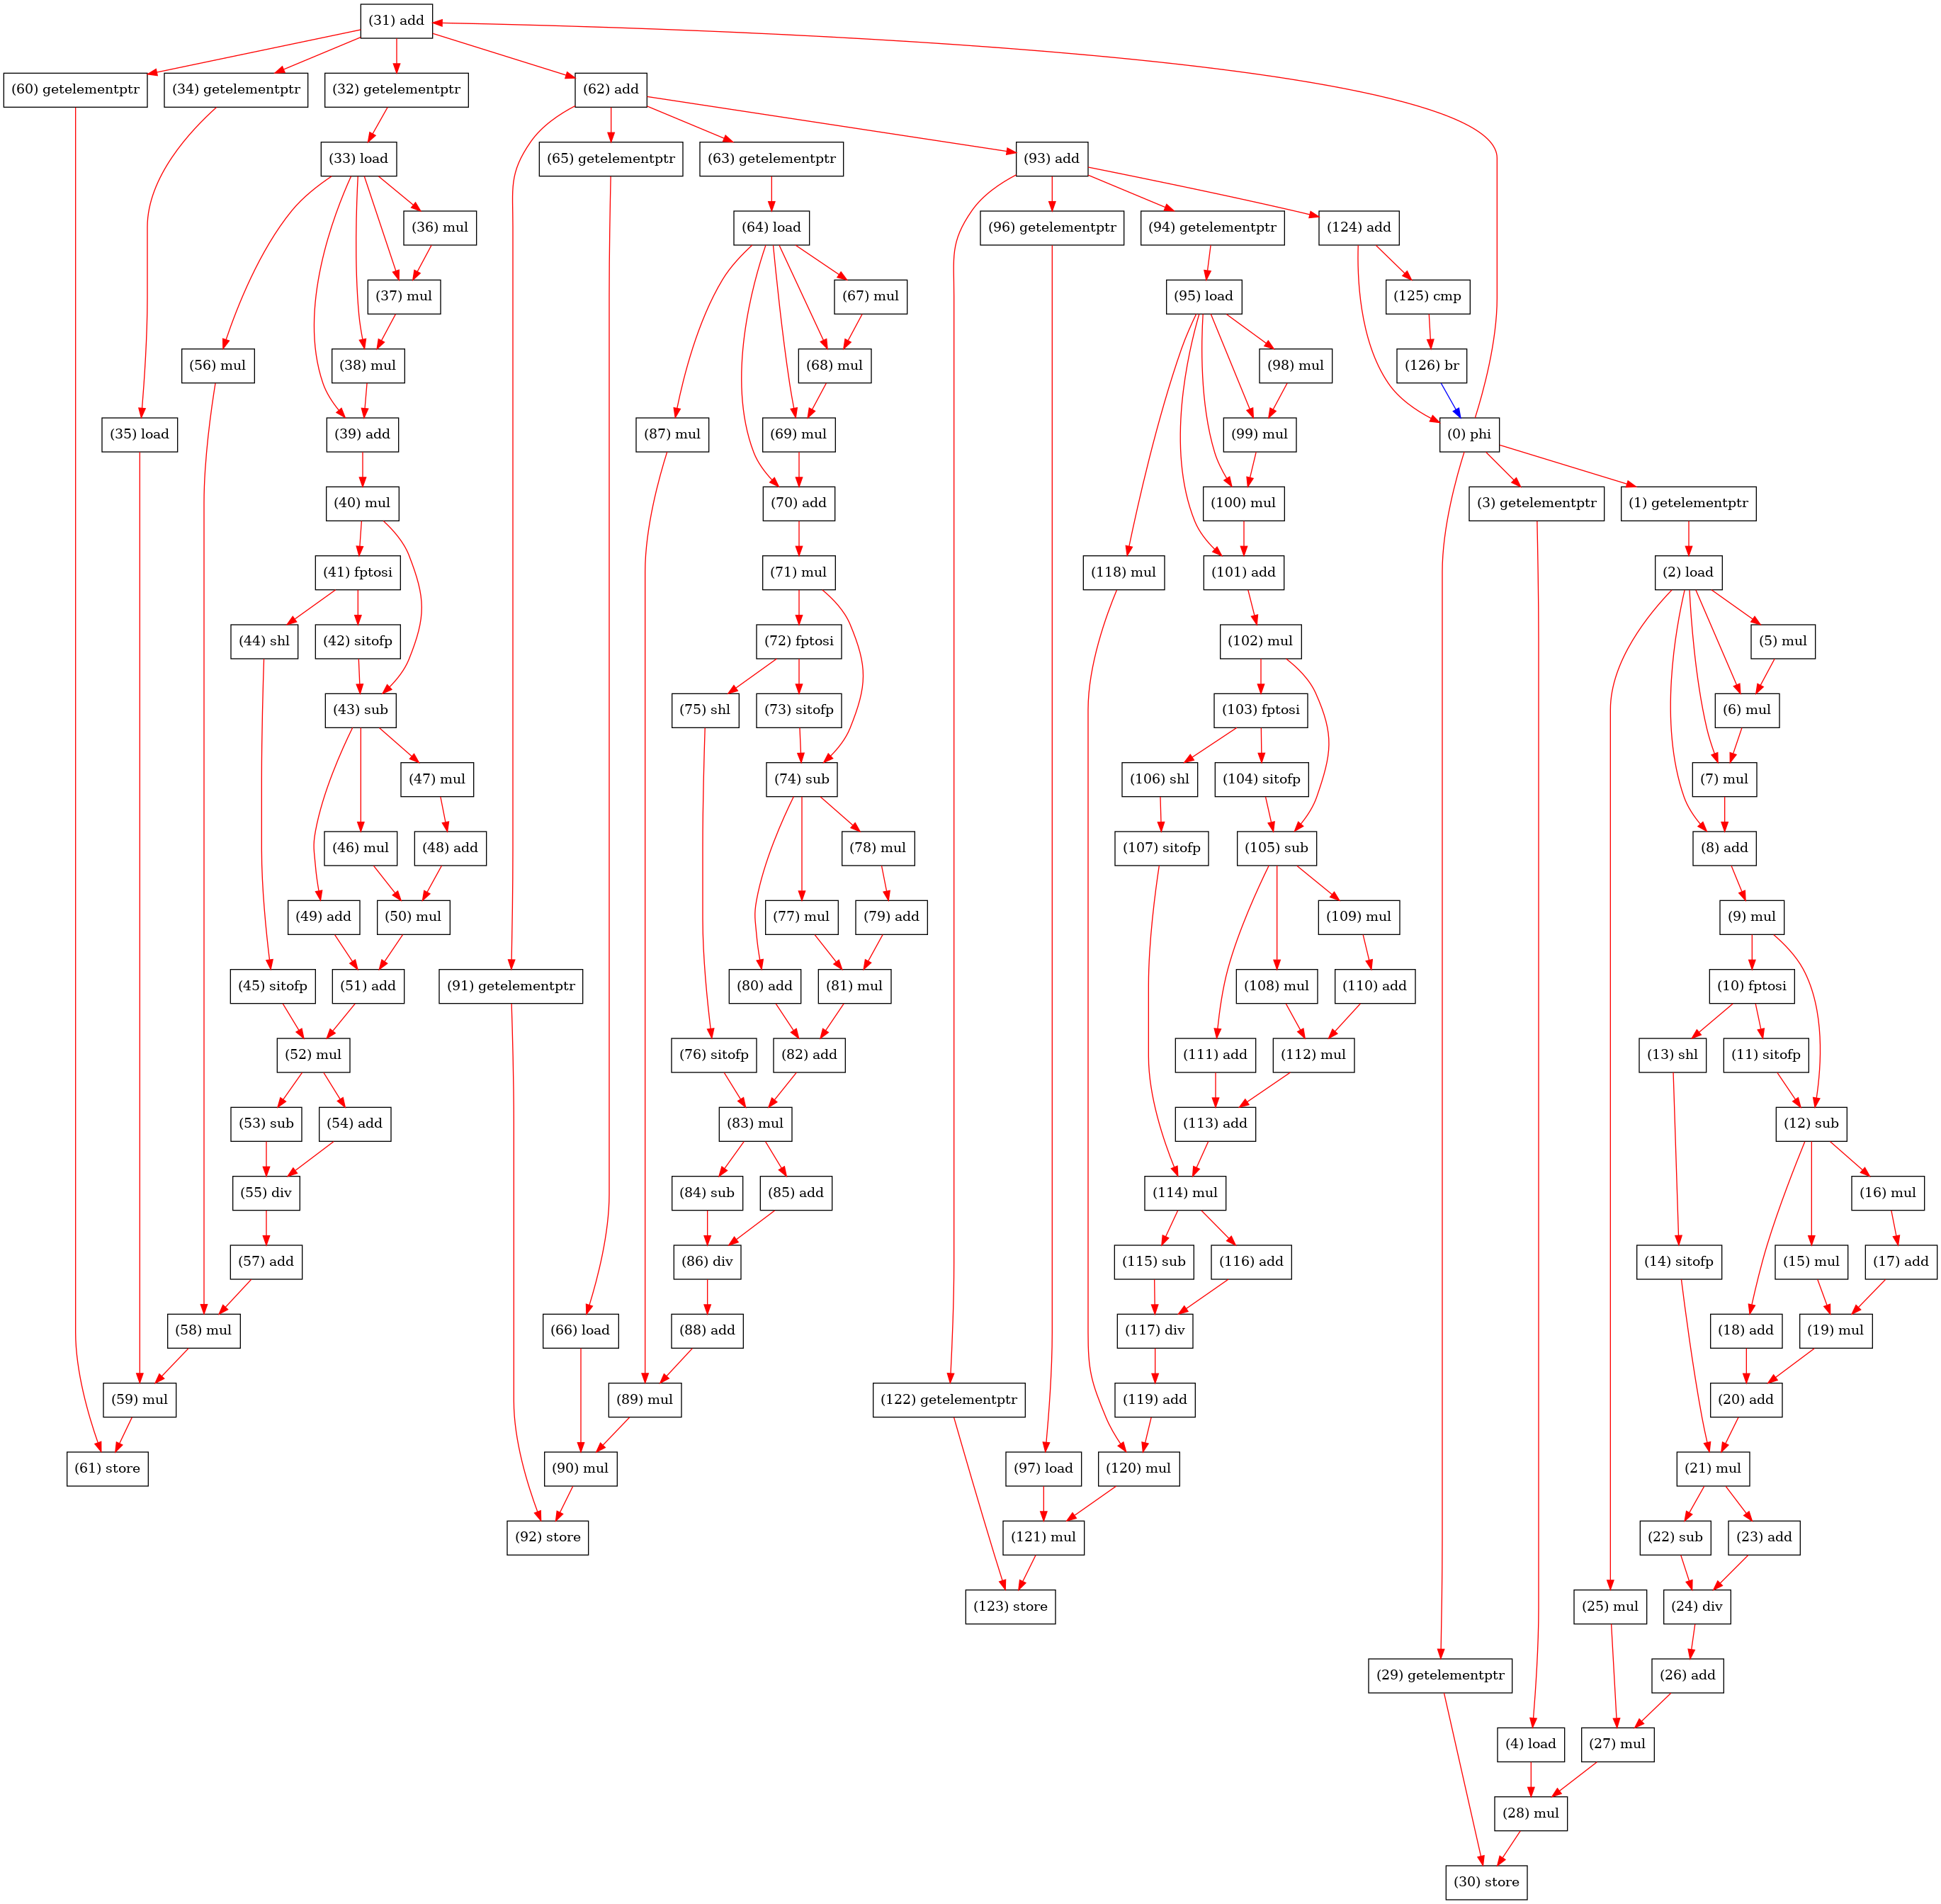 (31) add
(60) getelementptr
(34) getelementptr
(32) getelementptr
(62) add
(33) load
(65) getelementptr
(63) getelementptr
(93) add
(36) mul
(64) load
(96) getelementptr
(94) getelementptr
(124) add
(37) mul
(67) mul
(95) load
(125) cmp
(56) mul
(38) mul
(68) mul
(98) mul
(126) br
(35) load
(39) add
(87) mul
(69) mul
(99) mul
(0) phi
(40) mul
(70) add
(100) mul
(3) getelementptr
(1) getelementptr
(41) fptosi
(71) mul
(118) mul
(101) add
(2) load
(44) shl
(42) sitofp
(72) fptosi
(102) mul
(5) mul
(43) sub
(75) shl
(73) sitofp
(103) fptosi
(6) mul
(47) mul
(74) sub
(106) shl
(104) sitofp
(7) mul
(46) mul
(48) add
(78) mul
(107) sitofp
(105) sub
(8) add
(49) add
(50) mul
(77) mul
(79) add
(109) mul
(9) mul
(45) sitofp
(51) add
(91) getelementptr
(80) add
(81) mul
(108) mul
(110) add
(10) fptosi
(52) mul
(76) sitofp
(82) add
(111) add
(112) mul
(13) shl
(11) sitofp
(53) sub
(54) add
(83) mul
(113) add
(12) sub
(55) div
(84) sub
(85) add
(114) mul
(16) mul
(57) add
(86) div
(115) sub
(116) add
(14) sitofp
(15) mul
(17) add
(58) mul
(66) load
(88) add
(117) div
(18) add
(19) mul
(59) mul
(89) mul
(122) getelementptr
(119) add
(20) add
(61) store
(90) mul
(97) load
(120) mul
(21) mul
(92) store
(121) mul
(22) sub
(23) add
(123) store
(25) mul
(24) div
(29) getelementptr
(26) add
(4) load
(27) mul
(28) mul
(30) store